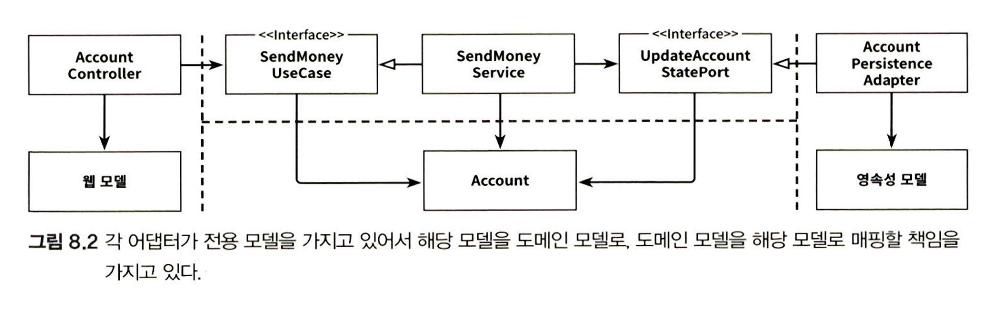 Account
Controller
<<Interface>>
SendMoney
UseCase
SendMoney
Service
<<Interface>>
UpdateAccount
StatePort
Account
Persistence
Adapter
웹 모델
Account
영속성 모델
그림 8.2 각 어댑터가 전용 모델을 가지고 있어서 해당 모델을 도메인 모델로, 도메인 모델을 해당 모델로 매핑할 책임을
가지고 있다.